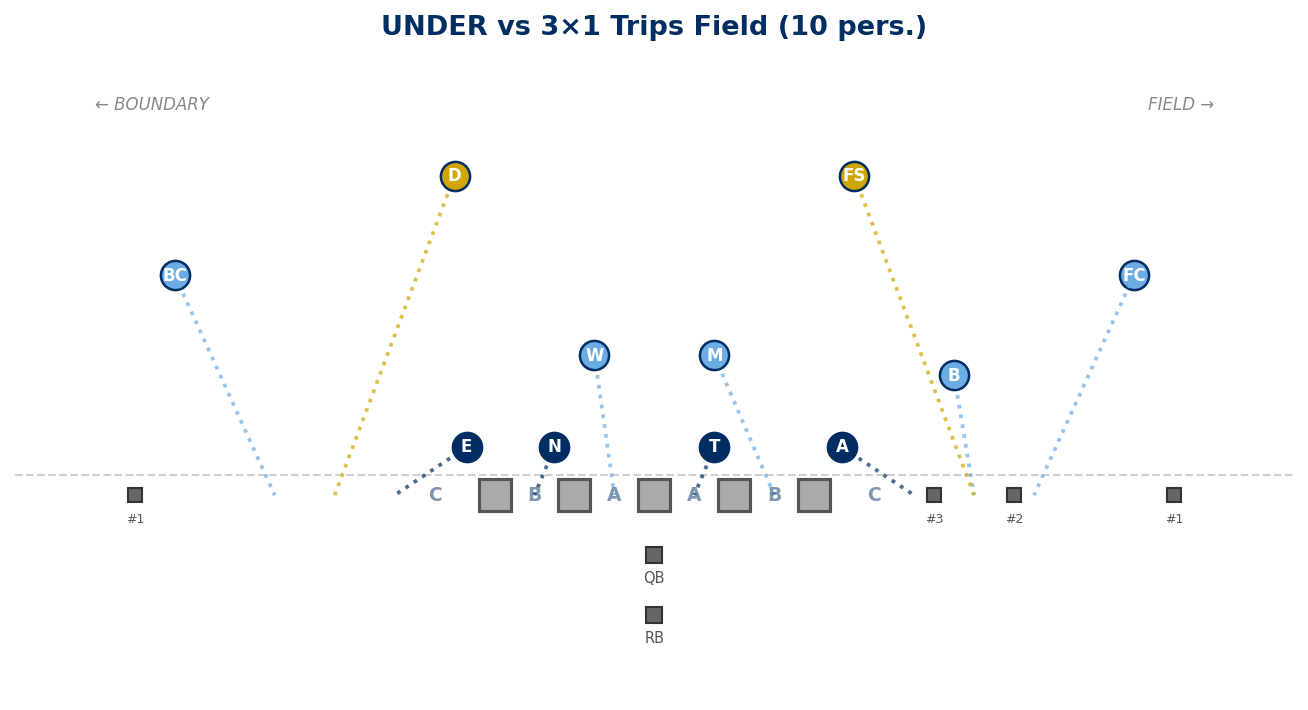 UNDER vs 3×1 Trips Field (10 pers.)
← BOUNDARY FIELD →
D FS
BC FC
W M
B
E N T A
C B A A B C
#1 #3 #2 #1
QB
RB